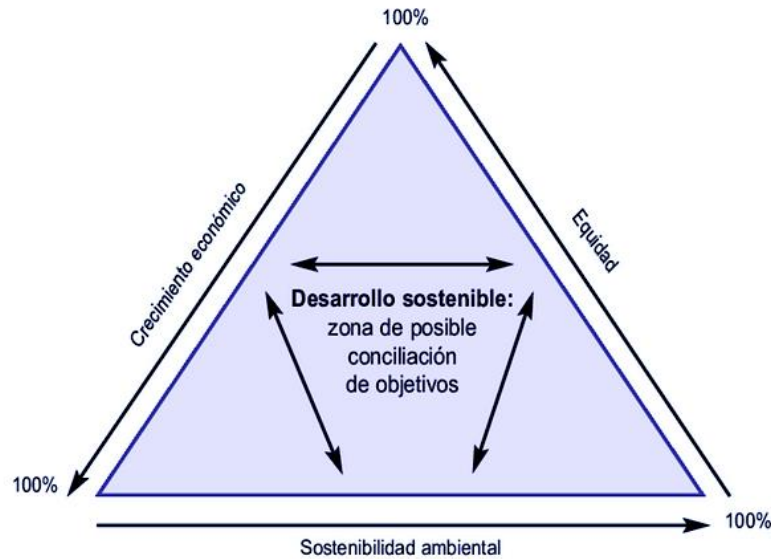 100%
Crecimiento económico
Equidad
Desarrollo sostenible:
zona de posible
conciliación
de objetivos
100%
100%
Sostenibilidad ambiental